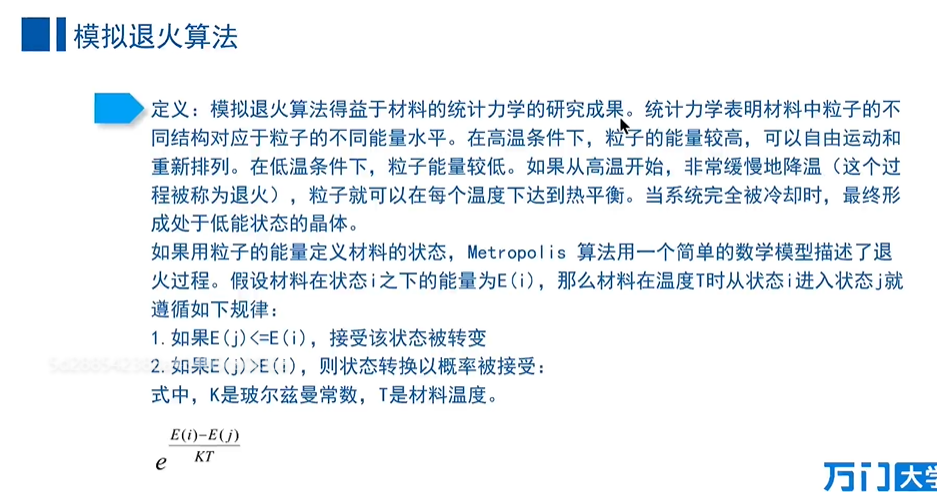 模拟退火算法
定义：模拟退火算法得益于材料的统计力学的研究成果。统计力学表明材料中粒子的不
同结构对应于粒子的不同能量水平。在高温条件下，粒子的能量较高，可以自由运动和
重新排列。在低温条件下，粒子能量较低。如果从高温开始，非常缓慢地降温（这个过
程被称为退火），粒子就可以在每个温度下达到热平衡。当系统完全被冷却时，最终形
成处于低能状态的晶体。
如果用粒子的能量定义材料的状态，Metropolis 算法用一个简单的数学模型描述了退
火过程。假设材料在状态i之下的能量为E(i)，那么材料在温度T时从状态i进入状态j就
遵循如下规律：
1.如果E(j)<=E(i)，接受该状态被转变
2.如果E(j)>E(i)，则状态转换以概率被接受：
式中，K是玻尔兹曼常数，T是材料温度。
e^((E(i)−E(j))/KT)
万门大学